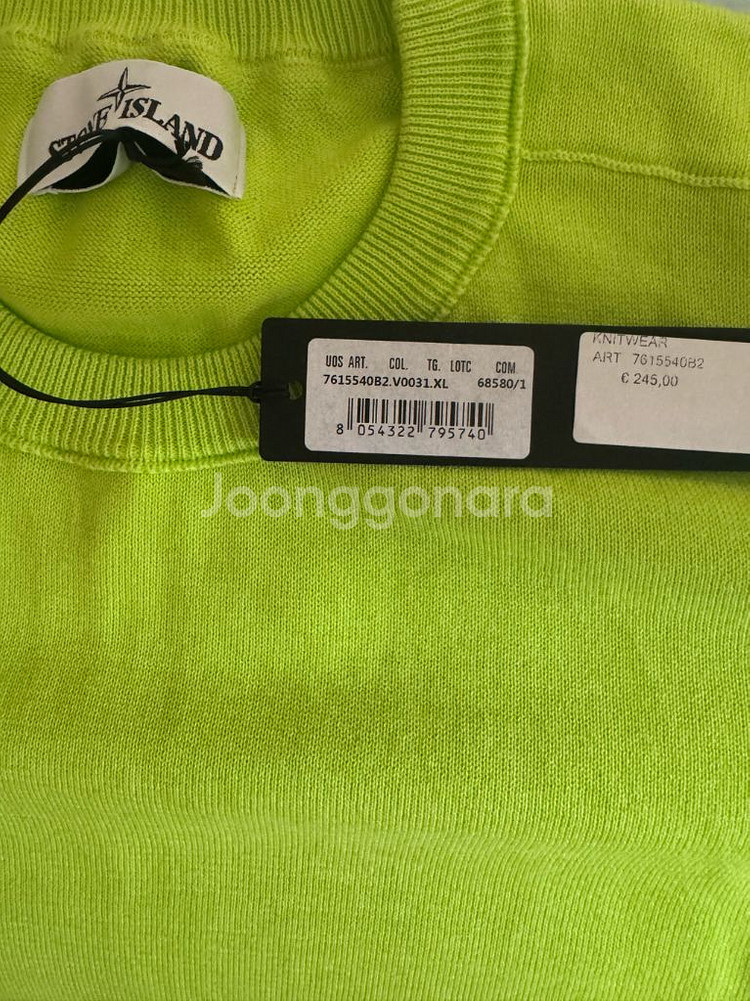 STONE ISLAND
UOS ART. COL. TG. LOTC COM.
7615540B2.V0031.XL 68580/1
8 054322 795740
KNITWEAR
ART 7615540B2
€ 245,00
Joonggonara